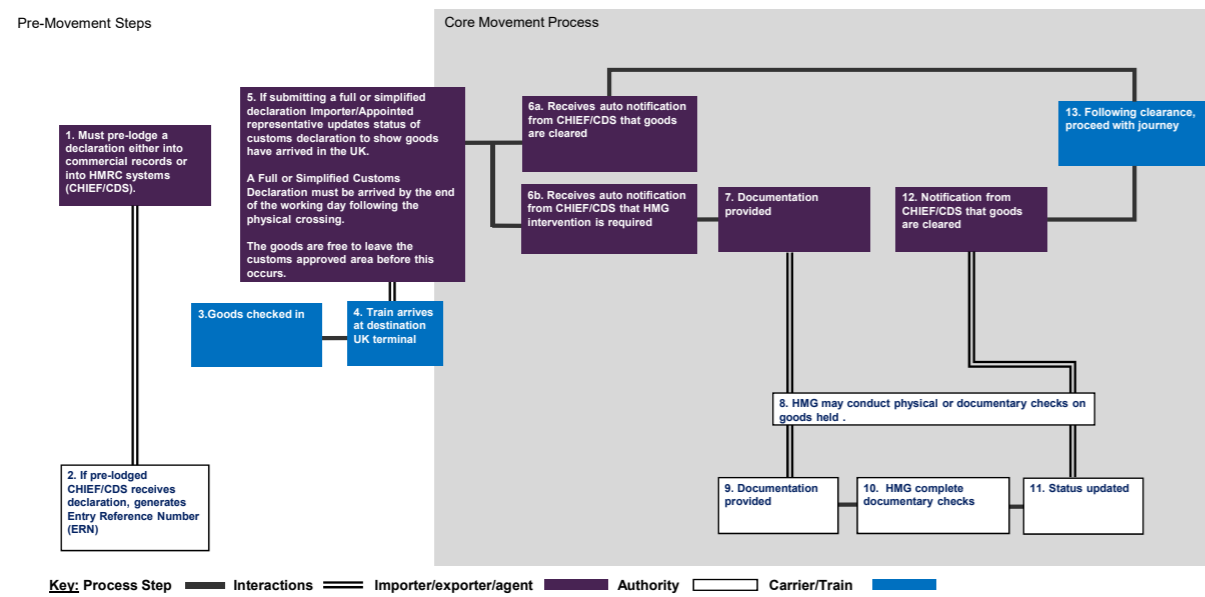 Pre-Movement Steps
Core Movement Process
1. Must pre-lodge a
declaration either into
commercial records or
into HMRC systems
(CHIEF/CDS).
2. If pre-lodged
CHIEF/CDS receives
declaration, generates
Entry Reference Number
(ERN)
3.Goods checked in
4. Train arrives
at destination
UK terminal
5. If submitting a full or simplified
declaration Importer/Appointed
representative updates status of
customs declaration to show goods
have arrived in the UK.
A Full or Simplified Customs
Declaration must be arrived by the end
of the working day following the
physical crossing.
The goods are free to leave the
customs approved area before this
occurs.
6a. Receives auto notification
from CHIEF/CDS that goods
are cleared
6b. Receives auto notification
from CHIEF/CDS that HMG
intervention is required
7. Documentation
provided
8. HMG may conduct physical or documentary checks on
goods held .
9. Documentation
provided
10. HMG complete
documentary checks
11. Status updated
12. Notification from
CHIEF/CDS that goods
are cleared
13. Following clearance,
proceed with journey
Key: Process Step Interactions Importer/exporter/agent Authority Carrier/Train